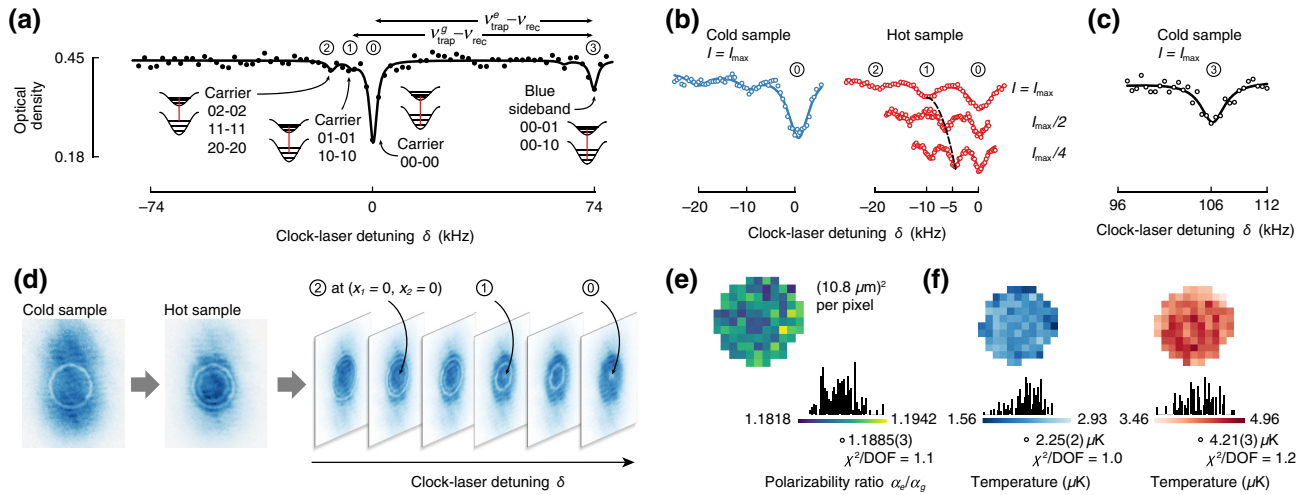 (a)
ν^e_trap − ν_rec
ν^g_trap − ν_rec
② ① ⓪ ③
0.45
Optical
density
0.18
Carrier
02-02
11-11
20-20
Carrier
01-01
10-10
Carrier
00-00
Blue
sideband
00-01
00-10
−74 0 74
Clock-laser detuning δ (kHz)
(b)
Cold sample
I = I_max
⓪
−20 −10 0
Clock-laser detuning δ (kHz)
Hot sample
② ① ⓪
I = I_max
I_max/2
I_max/4
−20 −10 −5 0
Clock-laser detuning δ (kHz)
(c)
Cold sample
I = I_max
③
96 106 112
Clock-laser detuning δ (kHz)
(d)
Cold sample
Hot sample
② at (x₁ = 0, x₂ = 0)
①
⓪
Clock-laser detuning δ
(e)
(10.8 μm)²
per pixel
1.1818 1.1942
∘ 1.1885(3)
χ²/DOF = 1.1
Polarizability ratio α_e/α_g
(f)
1.56 2.93
∘ 2.25(2) μK
χ²/DOF = 1.0
Temperature (μK)
3.46 4.96
∘ 4.21(3) μK
χ²/DOF = 1.2
Temperature (μK)